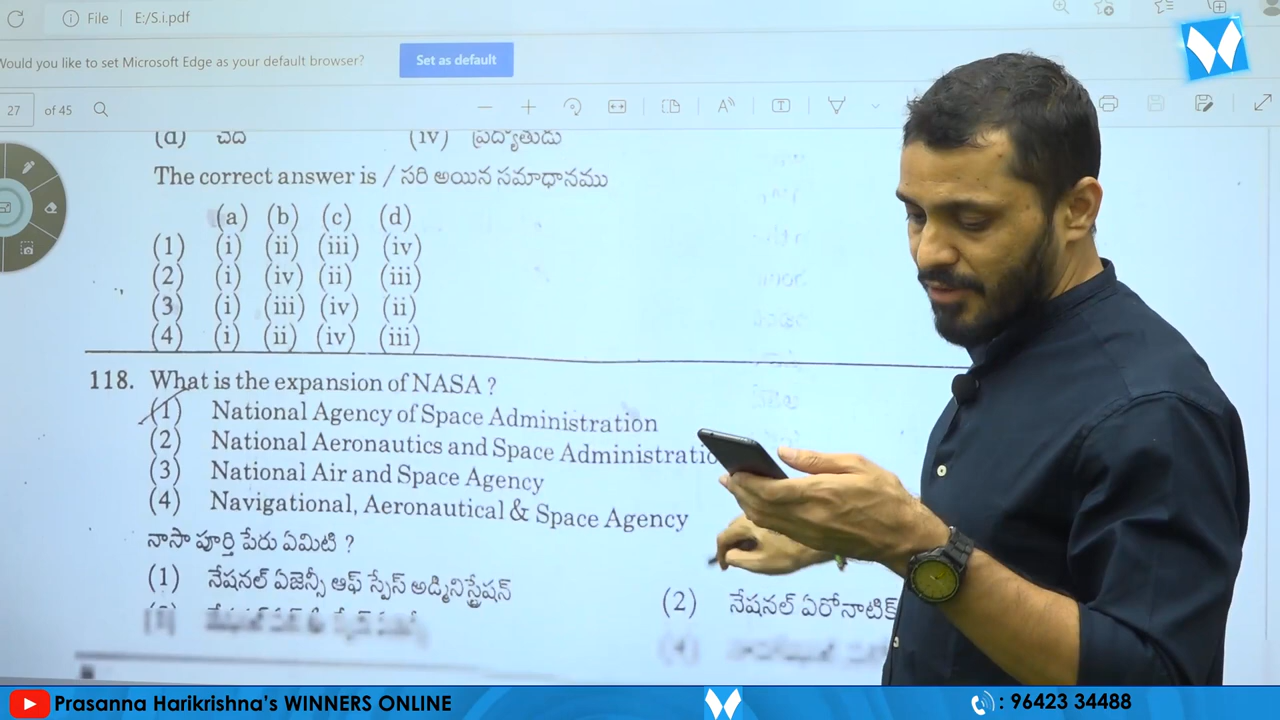 File E:/S.i.pdf
Would you like to set Microsoft Edge as your default browser? Set as default
27 of 45
(d) చేది (iv) ప్రద్యోతుడు
The correct answer is / సరి అయిన సమాధానము
(a) (b) (c) (d)
(1) (i) (ii) (iii) (iv)
(2) (i) (iv) (ii) (iii)
(3) (i) (iii) (iv) (ii)
(4) (i) (ii) (iv) (iii)
118. What is the expansion of NASA ?
(1) National Agency of Space Administration
(2) National Aeronautics and Space Administratio
(3) National Air and Space Agency
(4) Navigational, Aeronautical & Space Agency
నాసా పూర్తి పేరు ఏమిటి ?
(1) నేషనల్ ఏజెన్సీ ఆఫ్ స్పేస్ అడ్మినిస్ట్రేషన్
(2) నేషనల్ ఏరోనాటిక్
(4)
Prasanna Harikrishna's WINNERS ONLINE
: 96423 34488